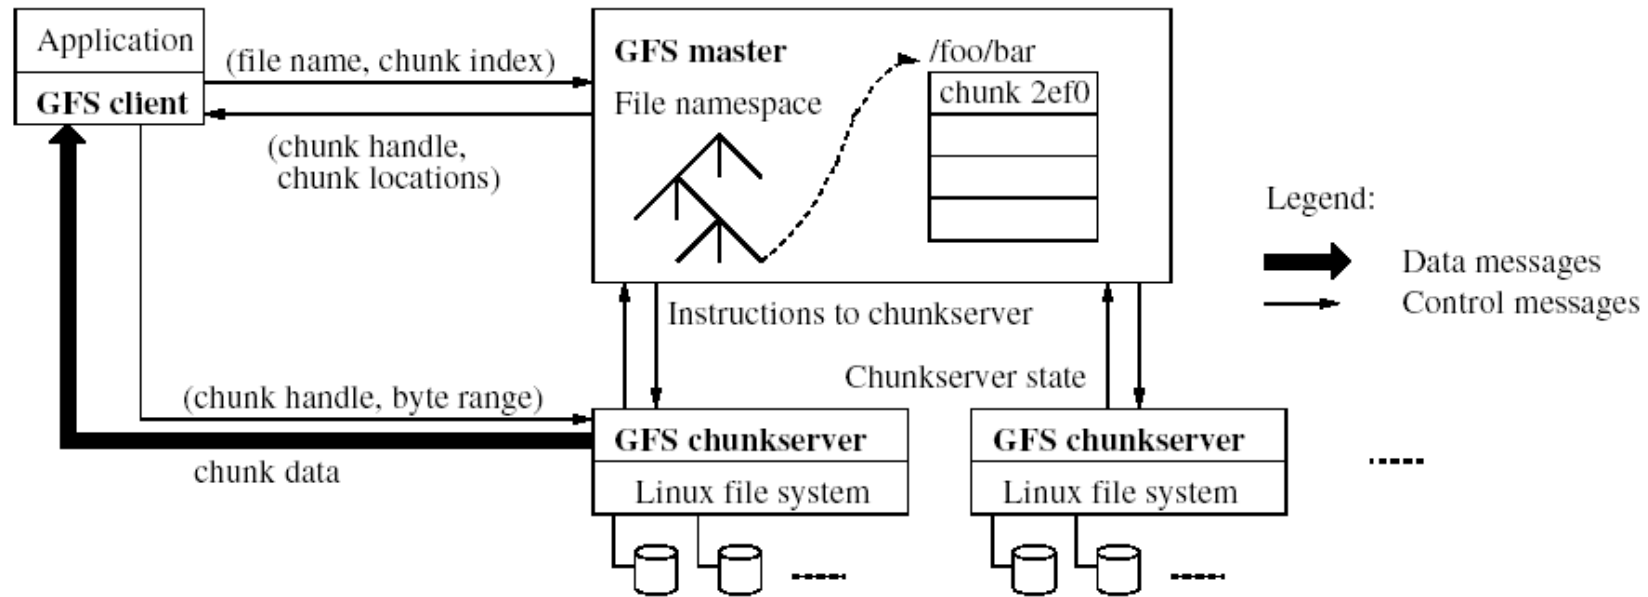 Application
GFS client
(file name, chunk index)
(chunk handle,
chunk locations)
GFS master
File namespace
/foo/bar
chunk 2ef0
Legend:
Data messages
Control messages
Instructions to chunkserver
Chunkserver state
(chunk handle, byte range)
chunk data
GFS chunkserver
Linux file system
GFS chunkserver
Linux file system